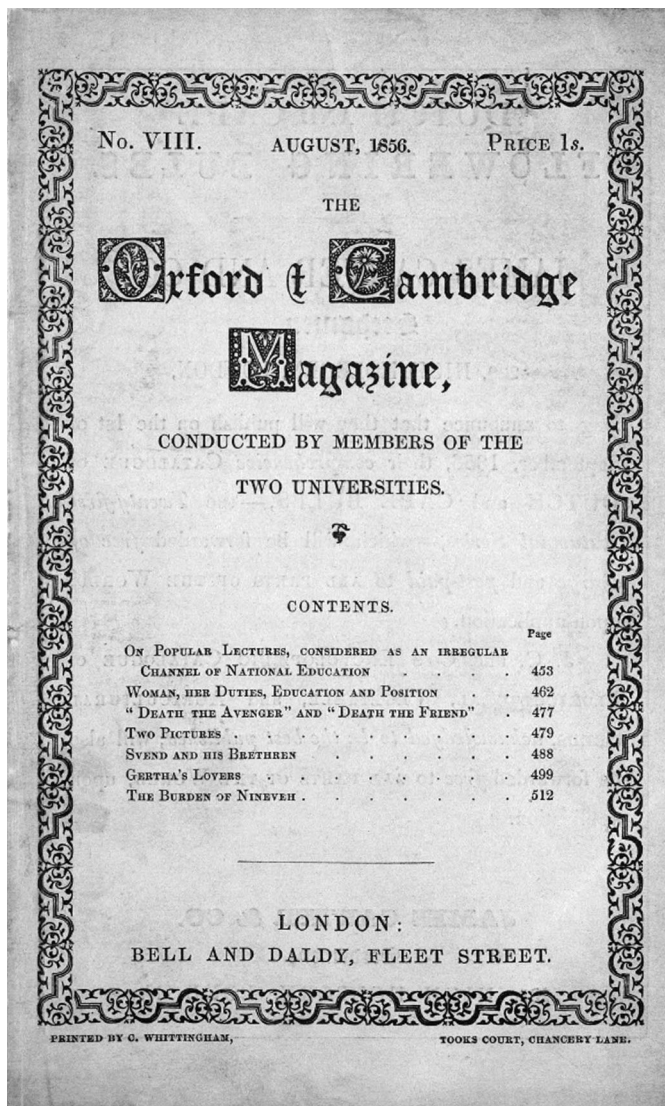 No. VIII. AUGUST, 1856. PRICE 1s.
THE
Oxford & Cambridge
Magazine,
CONDUCTED BY MEMBERS OF THE
TWO UNIVERSITIES.
CONTENTS.
Page
ON POPULAR LECTURES, CONSIDERED AS AN IRREGULAR
CHANNEL OF NATIONAL EDUCATION . . . . 453
WOMAN, HER DUTIES, EDUCATION AND POSITION . . . 462
"DEATH THE AVENGER" AND "DEATH THE FRIEND" . 477
TWO PICTURES . . . . . . . . 479
SVEND AND HIS BRETHREN . . . . . . 488
GERTHA'S LOVERS . . . . . . . 499
THE BURDEN OF NINEVEH . . . . . . 512
LONDON:
BELL AND DALDY, FLEET STREET.
PRINTED BY C. WHITTINGHAM, TOOKS COURT, CHANCERY LANE.